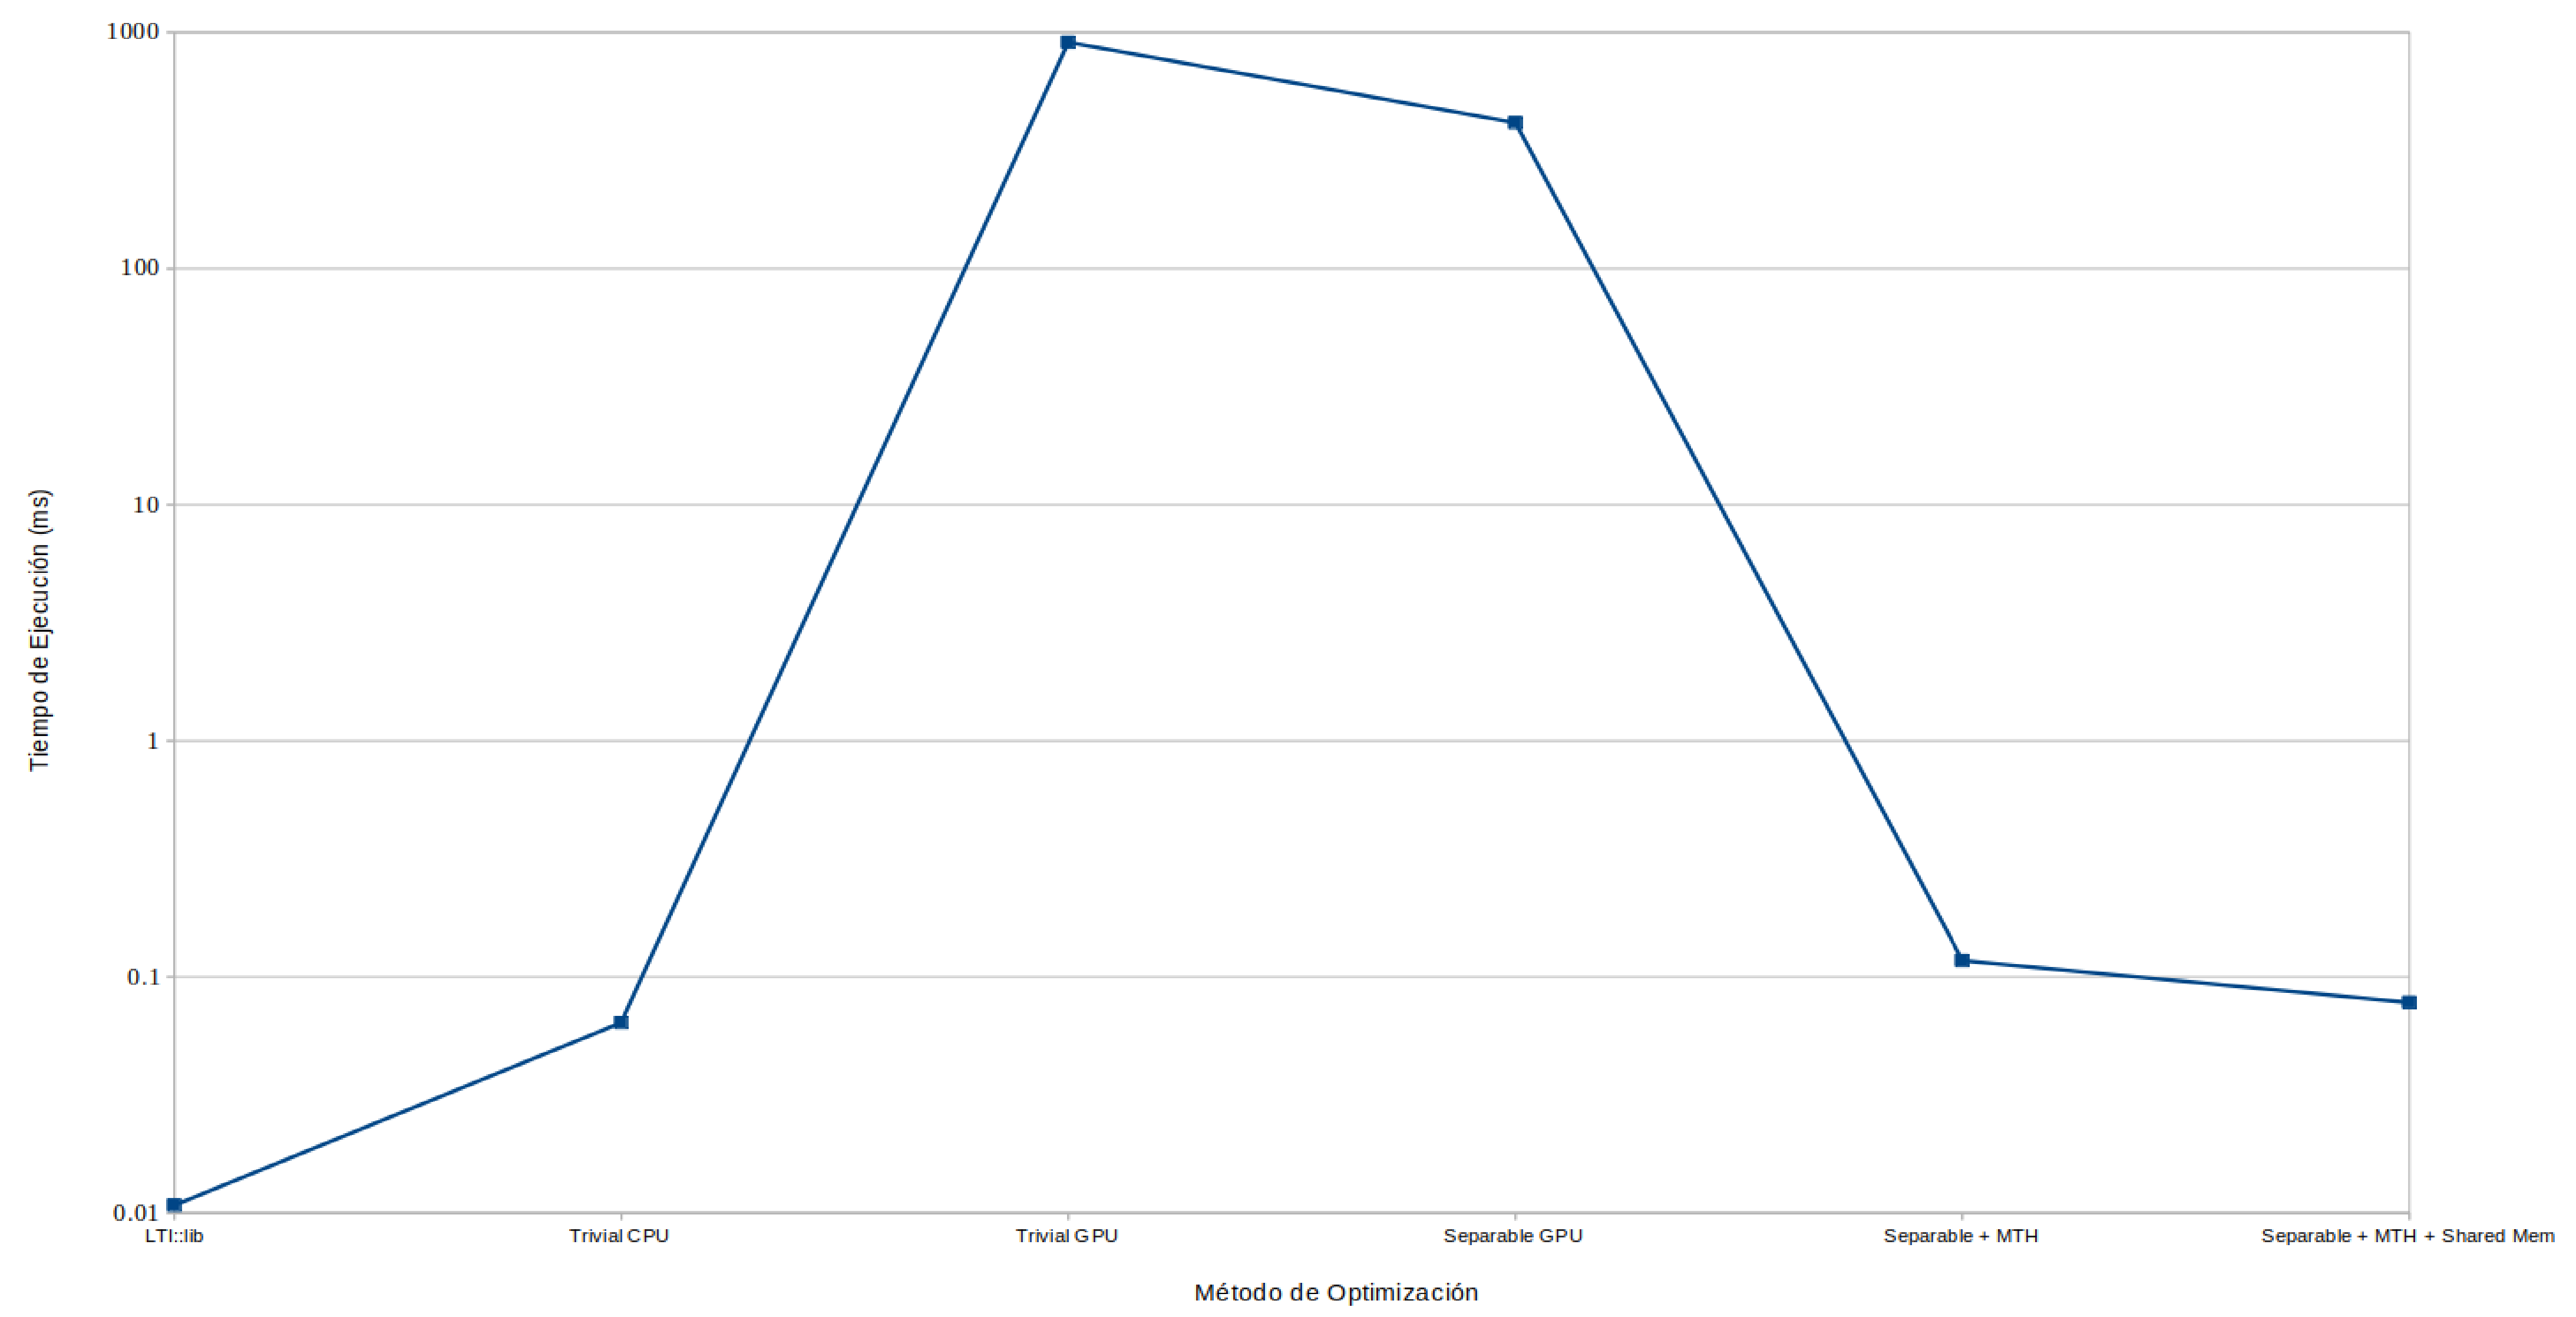 1000
100
10
1
0.1
0.01
Tiempo de Ejecución (ms)
LTI::lib
Trivial CPU
Trivial GPU
Separable GPU
Separable + MTH
Separable + MTH + Shared Mem
Método de Optimización